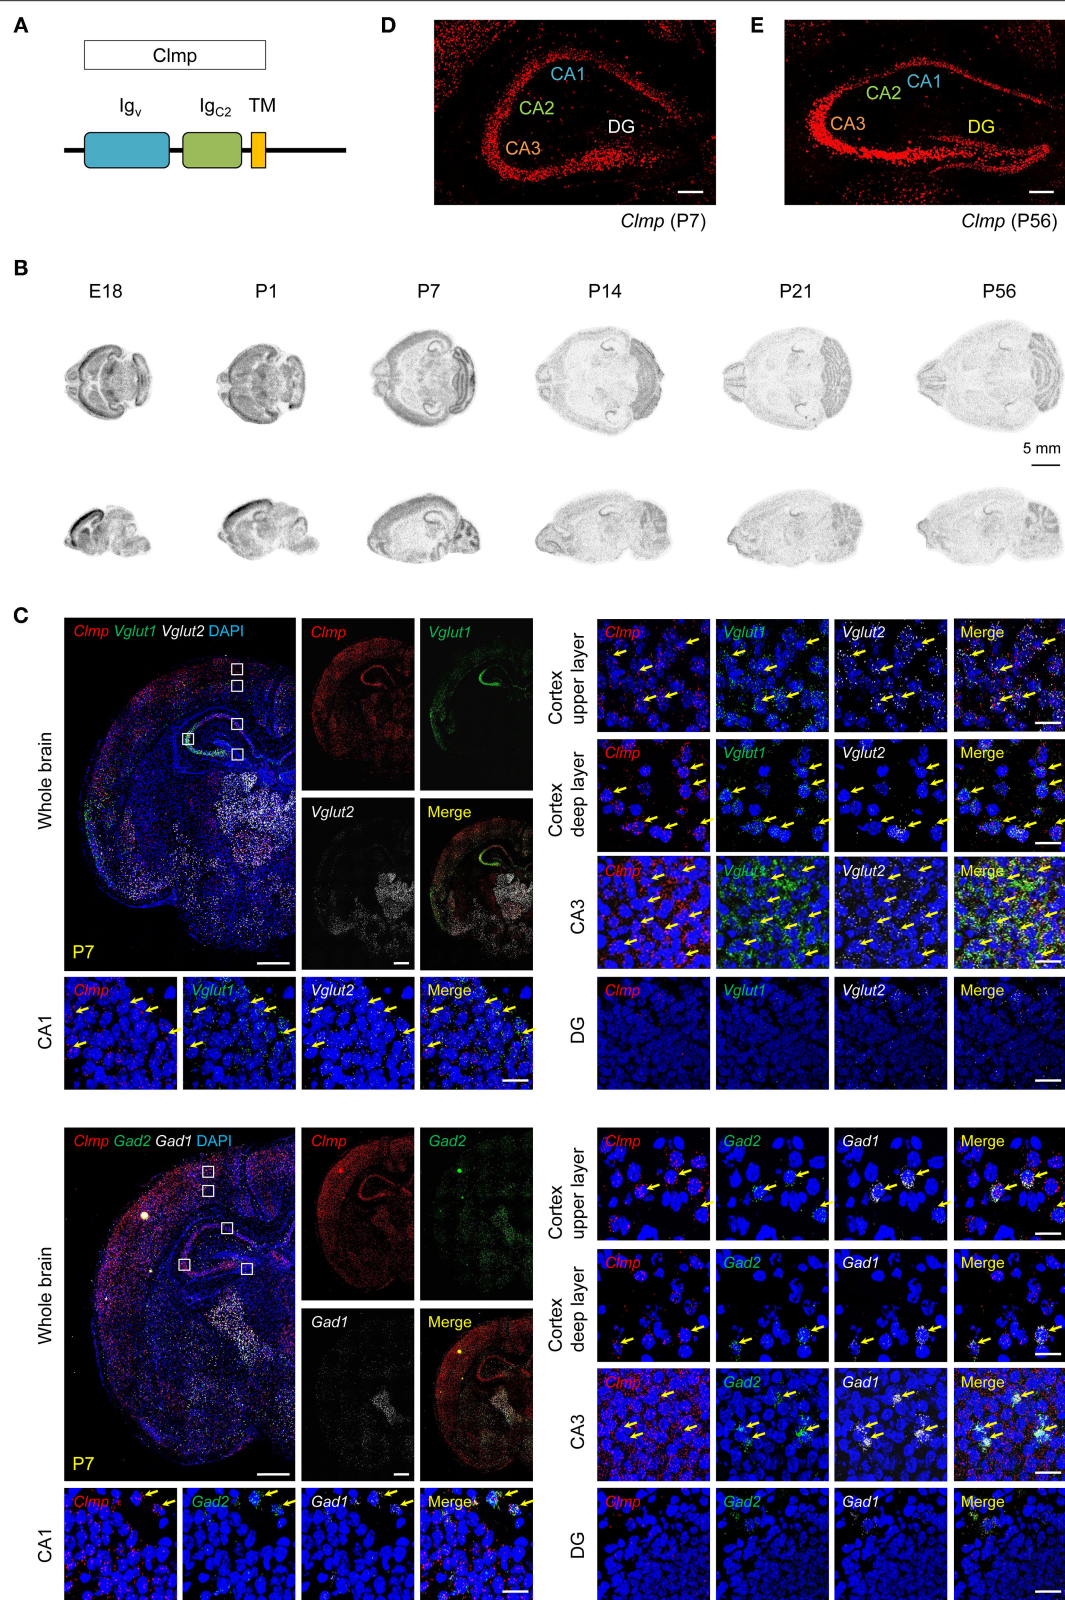 A
Clmp
IgV
IgC2
TM
D
CA1
CA2
CA3
DG
Clmp (P7)
E
CA1
CA2
CA3
DG
Clmp (P56)
B
E18
P1
P7
P14
P21
P56
5 mm
C
Whole brain
Clmp Vglut1 Vglut2 DAPI
P7
Clmp
Vglut1
Vglut2
Merge
CA1
Clmp
Vglut1
Vglut2
Merge
Cortex
upper layer
Clmp
Vglut1
Vglut2
Merge
Cortex
deep layer
Clmp
Vglut1
Vglut2
Merge
CA3
Clmp
Vglut1
Vglut2
Merge
DG
Clmp
Vglut1
Vglut2
Merge
Whole brain
Clmp Gad2 Gad1 DAPI
P7
Clmp
Gad2
Gad1
Merge
CA1
Clmp
Gad2
Gad1
Merge
Cortex
upper layer
Clmp
Gad2
Gad1
Merge
Cortex
deep layer
Clmp
Gad2
Gad1
Merge
CA3
Clmp
Gad2
Gad1
Merge
DG
Clmp
Gad2
Gad1
Merge